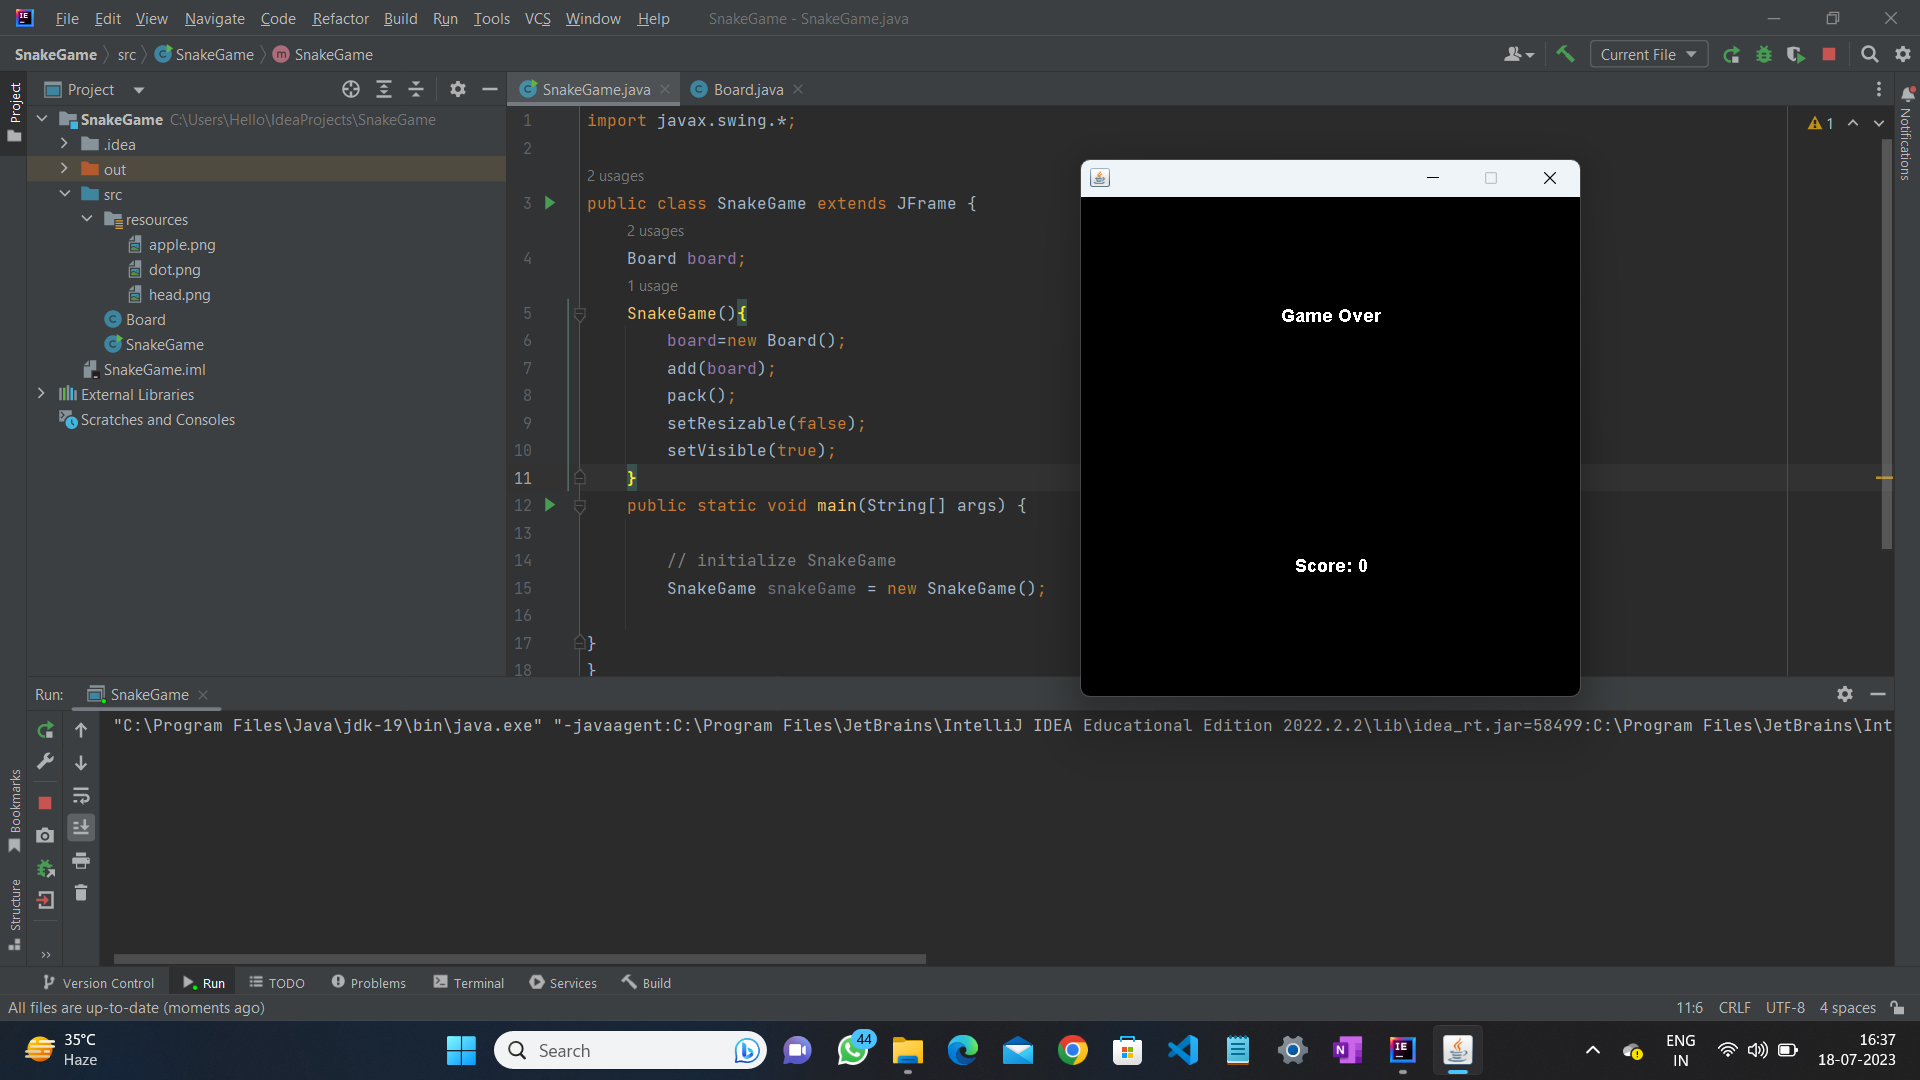 File Edit View Navigate Code Refactor Build Run Tools VCS Window Help SnakeGame - SnakeGame.java
SnakeGame src SnakeGame m SnakeGame Current File
Project
Project
SnakeGame C:\Users\Hello\IdeaProjects\SnakeGame
.idea
out
src
resources
apple.png
dot.png
head.png
Board
SnakeGame
SnakeGame.iml
External Libraries
Scratches and Consoles
SnakeGame.java Board.java
1
Notifications
1 import javax.swing.*;
2
2 usages
3 public class SnakeGame extends JFrame {
2 usages
4 Board board;
1 usage
5 SnakeGame(){
6 board=new Board();
7 add(board);
8 pack();
9 setResizable(false);
10 setVisible(true);
11 }
12 public static void main(String[] args) {
13
14 // initialize SnakeGame
15 SnakeGame snakeGame = new SnakeGame();
16
17 }
18 }
Game Over
Score: 0
Run: SnakeGame
"C:\Program Files\Java\jdk-19\bin\java.exe" "-javaagent:C:\Program Files\JetBrains\IntelliJ IDEA Educational Edition 2022.2.2\lib\idea_rt.jar=58499:C:\Program Files\JetBrains\Int
Bookmarks
Structure
Version Control Run TODO Problems Terminal Services Build
All files are up-to-date (moments ago) 11:6 CRLF UTF-8 4 spaces
35°C
Haze
Search
44
ENG
IN
16:37
18-07-2023